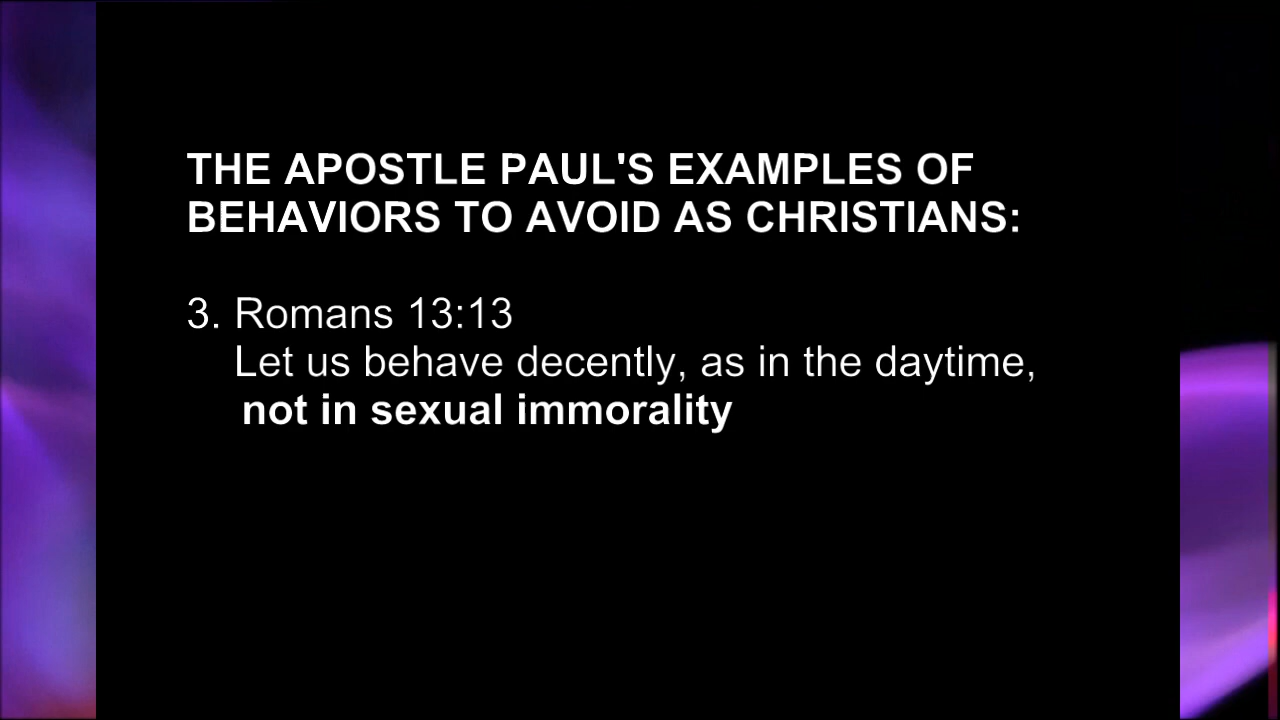 THE APOSTLE PAUL'S EXAMPLES OF
BEHAVIORS TO AVOID AS CHRISTIANS:
3. Romans 13:13
Let us behave decently, as in the daytime,
not in sexual immorality